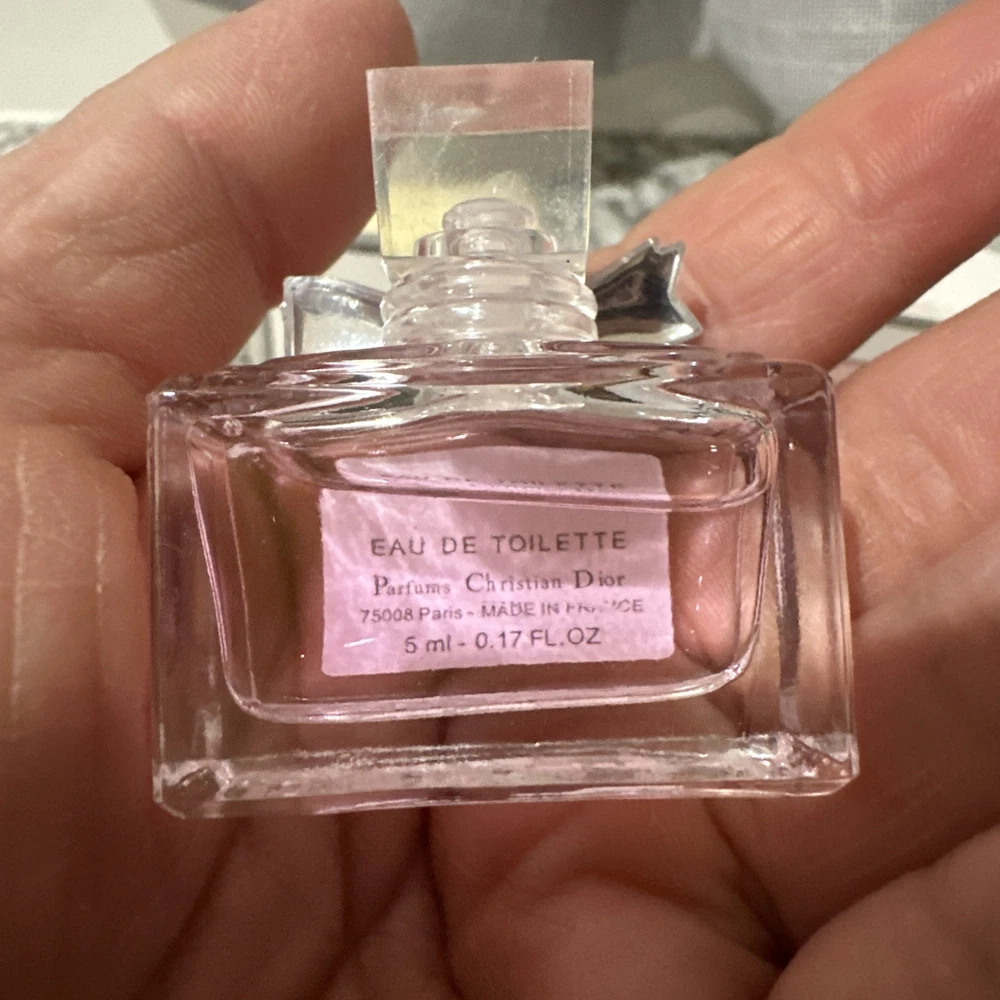 EAU DE TOILETTE
Parfums Christian Dior
75008 Paris - MADE IN FRANCE
5 ml - 0.17 FL.OZ